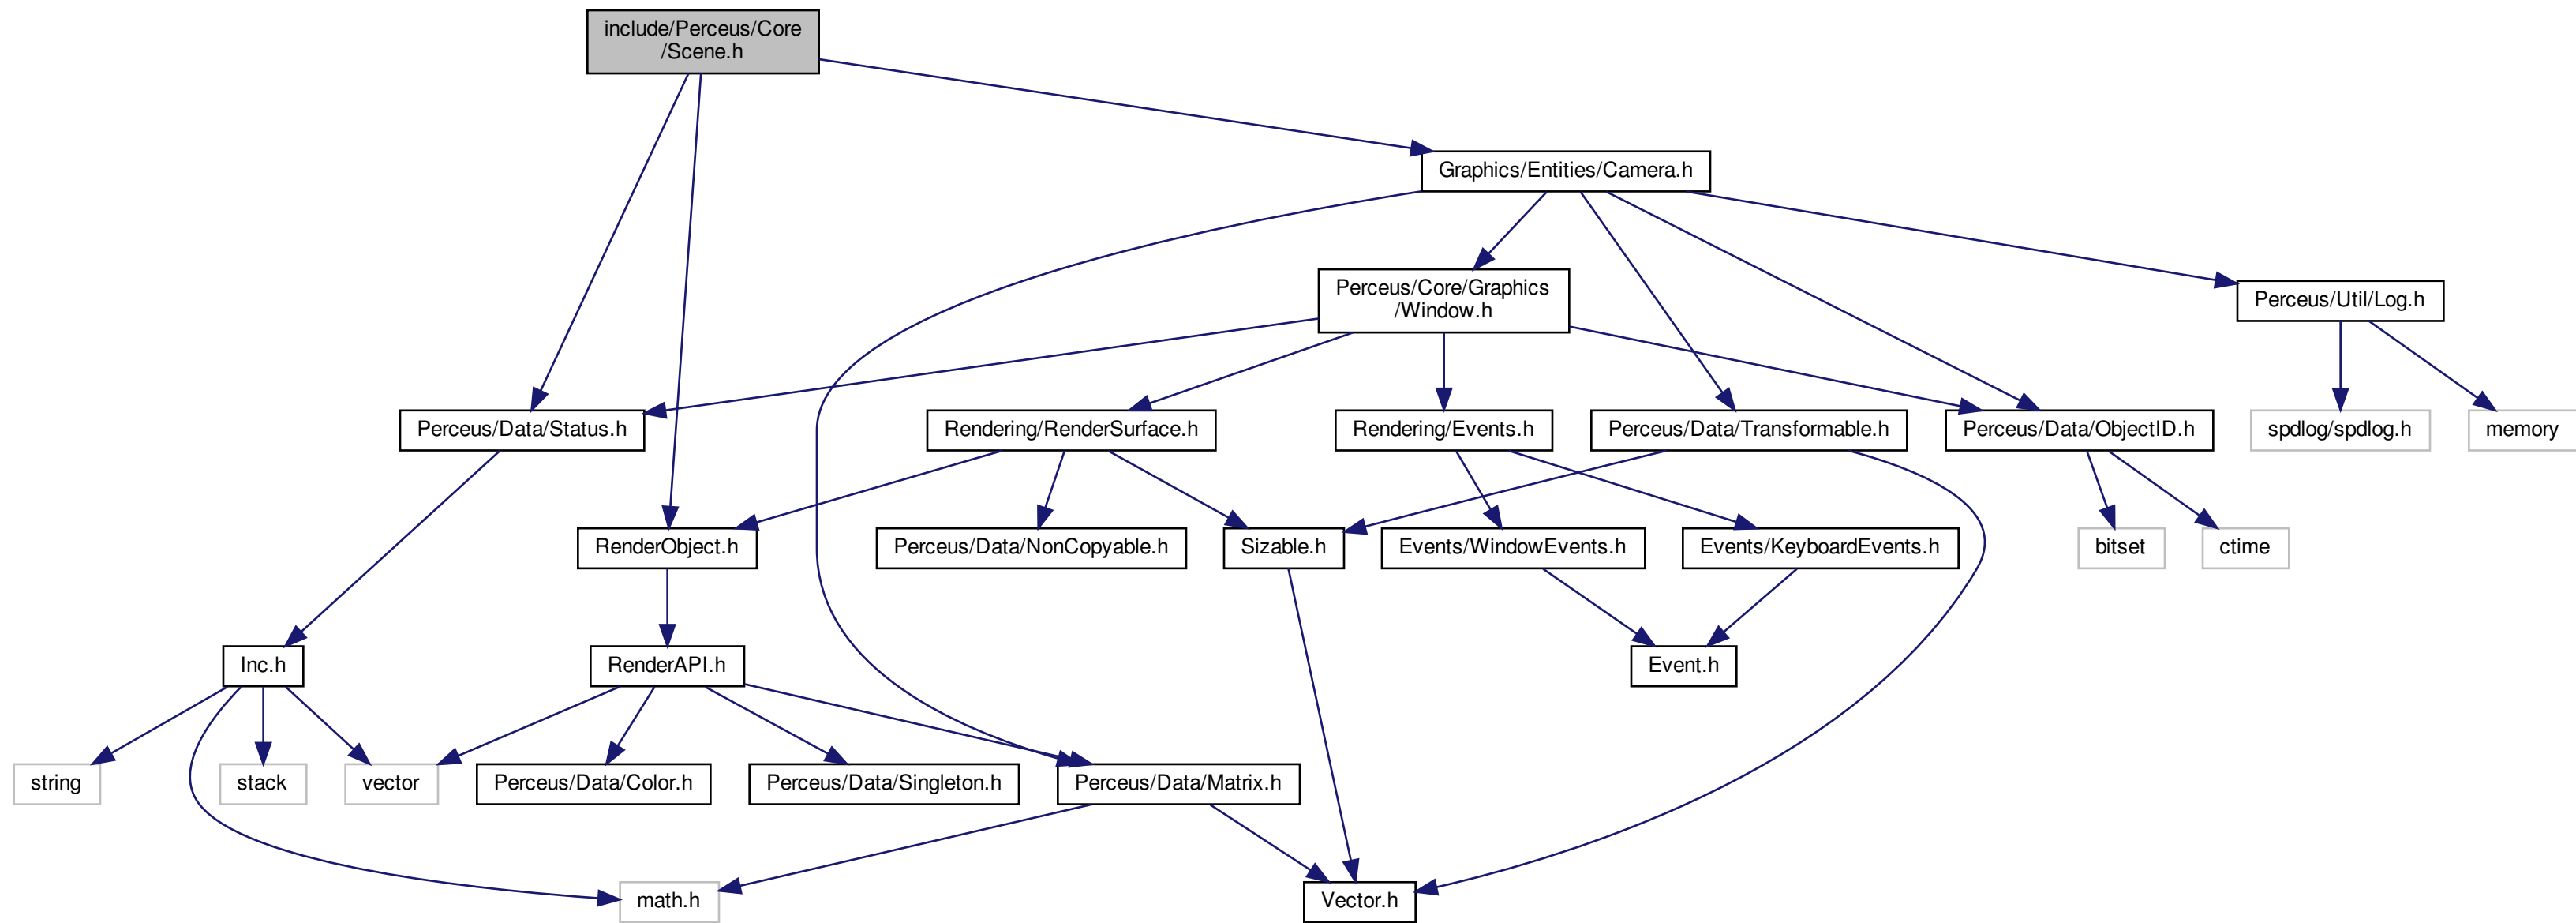 include/Perceus/Core
/Scene.h
Graphics/Entities/Camera.h
Perceus/Core/Graphics
/Window.h
Perceus/Util/Log.h
Perceus/Data/Status.h
Rendering/RenderSurface.h
Rendering/Events.h
Perceus/Data/Transformable.h
Perceus/Data/ObjectID.h
spdlog/spdlog.h
memory
RenderObject.h
Perceus/Data/NonCopyable.h
Sizable.h
Events/WindowEvents.h
Events/KeyboardEvents.h
bitset
ctime
Inc.h
RenderAPI.h
Event.h
string
stack
vector
Perceus/Data/Color.h
Perceus/Data/Singleton.h
Perceus/Data/Matrix.h
math.h
Vector.h